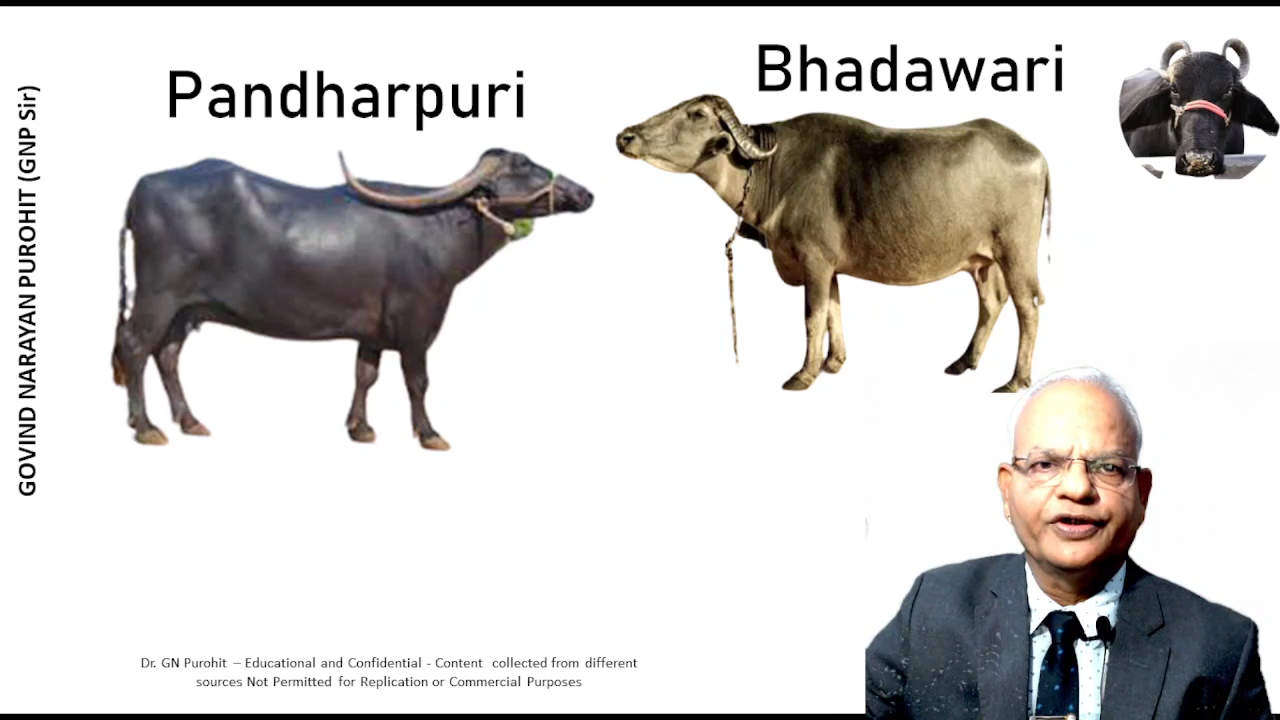 GOVIND NARAYAN PUROHIT (GNP Sir)
Pandharpuri
Bhadawari
Dr. GN Purohit – Educational and Confidential - Content collected from different
sources Not Permitted for Replication or Commercial Purposes